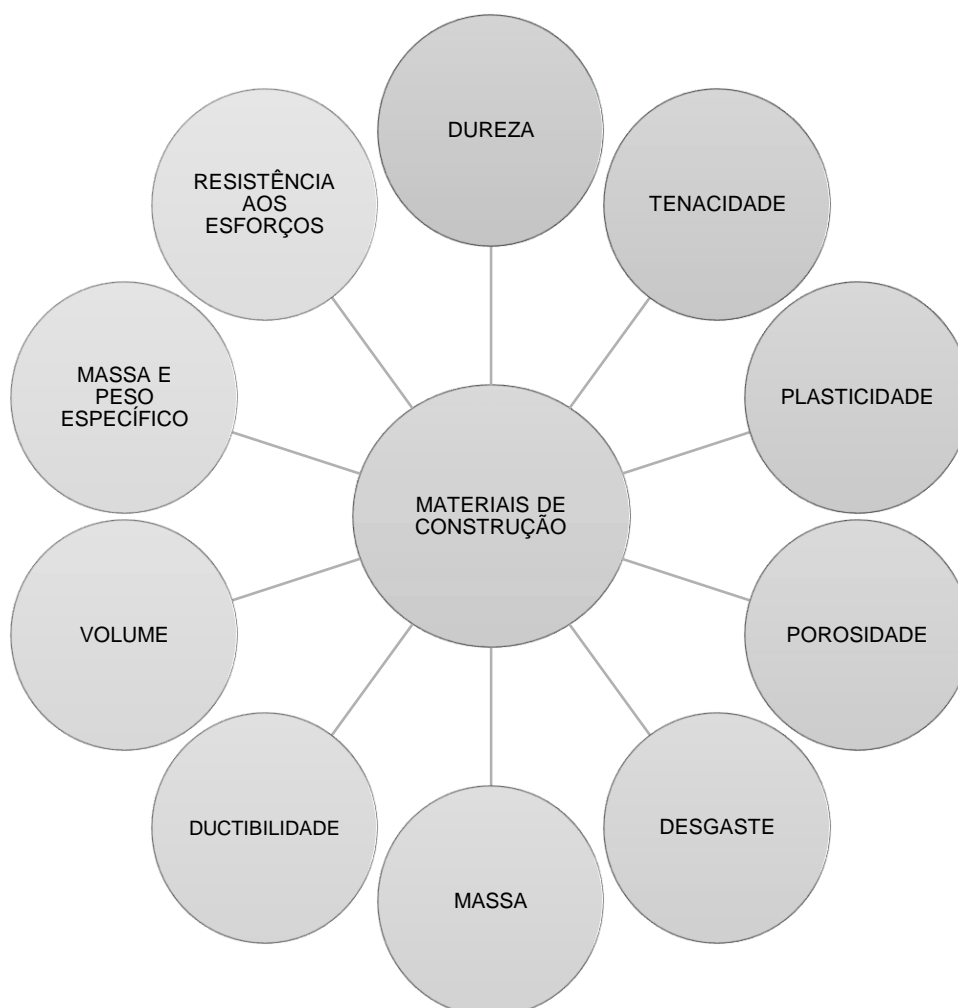 DUREZA
TENACIDADE
PLASTICIDADE
POROSIDADE
DESGASTE
MASSA
DUCTIBILIDADE
VOLUME
MASSA E
PESO
ESPECÍFICO
RESISTÊNCIA
AOS
ESFORÇOS
MATERIAIS DE
CONSTRUÇÃO